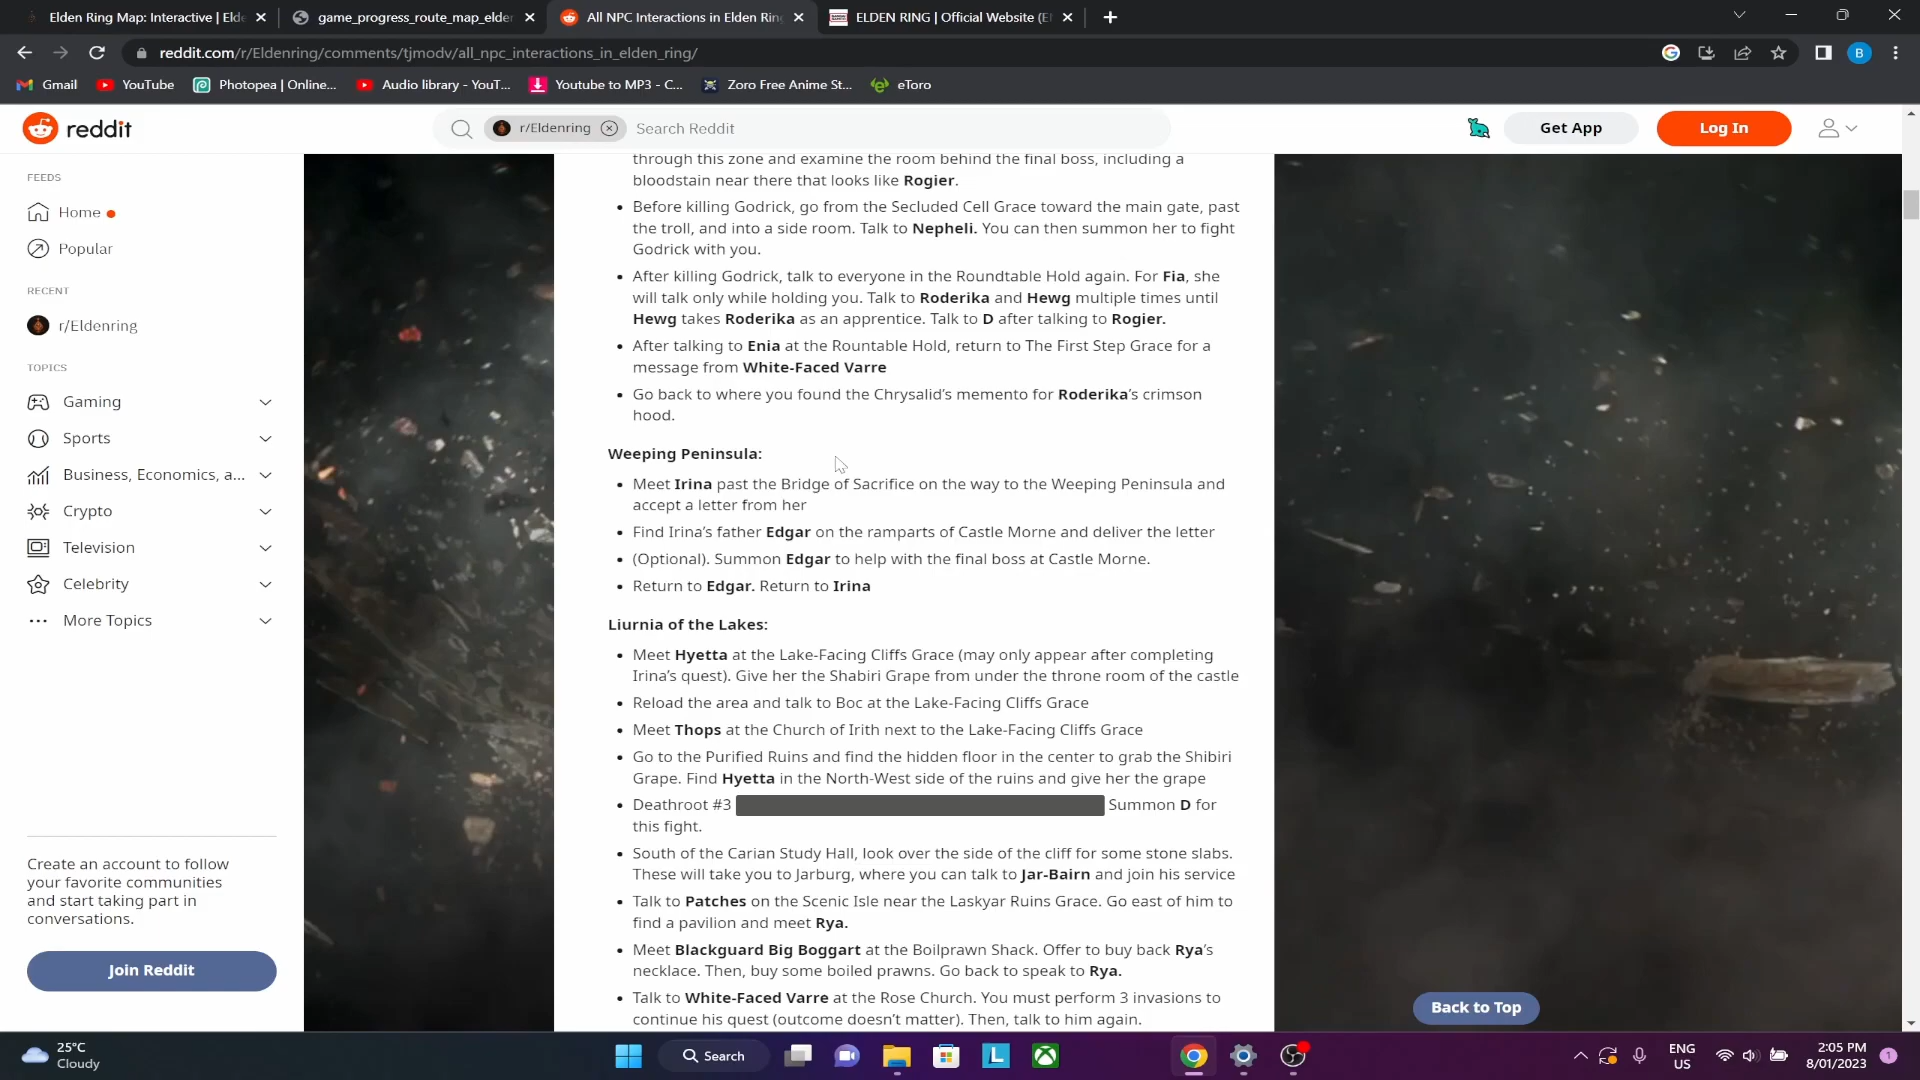 Elden Ring Map: Interactive | Elde
game_progress_route_map_elder
All NPC Interactions in Elden Ring
ELDEN RING | Official Website (E
reddit.com/r/Eldenring/comments/tjmodv/all_npc_interactions_in_elden_ring/
B
Gmail
YouTube
Photopea | Online...
Audio library - YouT...
Youtube to MP3 - C...
Zoro Free Anime St...
eToro
reddit
r/Eldenring
Search Reddit
Get App
Log In
FEEDS
Home
Popular
RECENT
r/Eldenring
TOPICS
Gaming
Sports
Business, Economics, a...
Crypto
Television
Celebrity
More Topics
Create an account to follow
your favorite communities
and start taking part in
conversations.
Join Reddit
through this zone and examine the room behind the final boss, including a
bloodstain near there that looks like Rogier.
• Before killing Godrick, go from the Secluded Cell Grace toward the main gate, past
the troll, and into a side room. Talk to Nepheli. You can then summon her to fight
Godrick with you.
• After killing Godrick, talk to everyone in the Roundtable Hold again. For Fia, she
will talk only while holding you. Talk to Roderika and Hewg multiple times until
Hewg takes Roderika as an apprentice. Talk to D after talking to Rogier.
• After talking to Enia at the Rountable Hold, return to The First Step Grace for a
message from White-Faced Varre
• Go back to where you found the Chrysalid's memento for Roderika's crimson
hood.
Weeping Peninsula:
• Meet Irina past the Bridge of Sacrifice on the way to the Weeping Peninsula and
accept a letter from her
• Find Irina's father Edgar on the ramparts of Castle Morne and deliver the letter
• (Optional). Summon Edgar to help with the final boss at Castle Morne.
• Return to Edgar. Return to Irina
Liurnia of the Lakes:
• Meet Hyetta at the Lake-Facing Cliffs Grace (may only appear after completing
Irina's quest). Give her the Shabiri Grape from under the throne room of the castle
• Reload the area and talk to Boc at the Lake-Facing Cliffs Grace
• Meet Thops at the Church of Irith next to the Lake-Facing Cliffs Grace
• Go to the Purified Ruins and find the hidden floor in the center to grab the Shibiri
Grape. Find Hyetta in the North-West side of the ruins and give her the grape
• Deathroot #3 Summon D for
this fight.
• South of the Carian Study Hall, look over the side of the cliff for some stone slabs.
These will take you to Jarburg, where you can talk to Jar-Bairn and join his service
• Talk to Patches on the Scenic Isle near the Laskyar Ruins Grace. Go east of him to
find a pavilion and meet Rya.
• Meet Blackguard Big Boggart at the Boilprawn Shack. Offer to buy back Rya's
necklace. Then, buy some boiled prawns. Go back to speak to Rya.
• Talk to White-Faced Varre at the Rose Church. You must perform 3 invasions to
continue his quest (outcome doesn't matter). Then, talk to him again.
Back to Top
25°C
Cloudy
Search
L
ENG
US
2:05 PM
8/01/2023
1